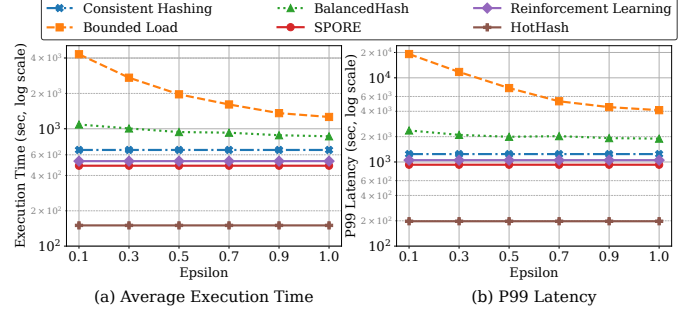 Consistent Hashing BalancedHash Reinforcement Learning
Bounded Load SPORE HotHash
Execution Time (sec, log scale)
4 × 10³
2 × 10³
10³
6 × 10²
4 × 10²
2 × 10²
10²
0.1 0.3 0.5 0.7 0.9 1.0
Epsilon
(a) Average Execution Time
P99 Latency (sec, log scale)
2 × 10⁴
10⁴
6 × 10³
4 × 10³
2 × 10³
10³
6 × 10²
4 × 10²
2 × 10²
10²
0.1 0.3 0.5 0.7 0.9 1.0
Epsilon
(b) P99 Latency